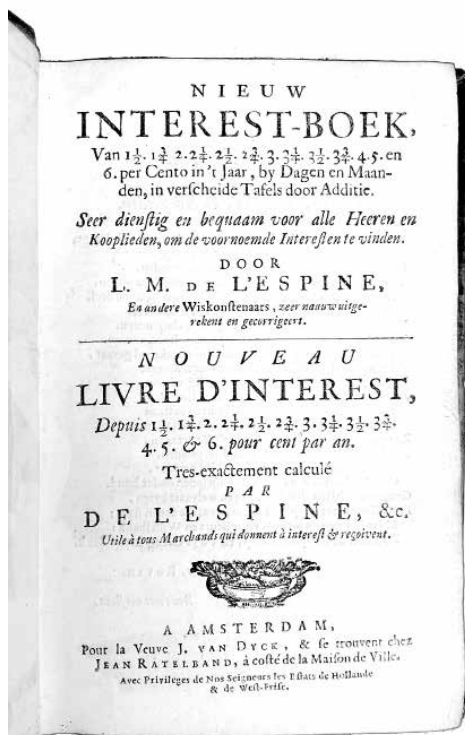 NIEUW
INTEREST-BOEK,
Van 1½. 1¾ 2. 2¼. 2½. 2¾. 3. 3¼. 3½. 3¾. 4. 5. en
6. per Cento in 't Jaar, by Dagen en Maan-
den, in verscheide Tafels door Additie.
Seer dienstig en bequaam voor alle Heeren en
Kooplieden, om de voornoemde Interesten te vinden.
DOOR
L. M. DE L'ESPINE,
En andere Wiskonstenaars, zeer naauw uitge-
rekent en gecorrigeert.
NOUVEAU
LIVRE D'INTEREST,
Depuis 1½. 1¾. 2. 2¼. 2½. 2¾. 3. 3¼. 3½. 3¾.
4. 5. & 6. pour cent par an.
Tres-exactement calculé
PAR
DE L'ESPINE, &c.
Utile à tous Marchands qui donnent à interest & reçoivent.
A AMSTERDAM,
Pour la Veuve J. VAN DYCK, & se trouvent chez
JEAN RATELBAND, à costé de la Maison de Ville.
Avec Privileges de Nos Seigneurs les Estats de Hollande
& de West-Frise.